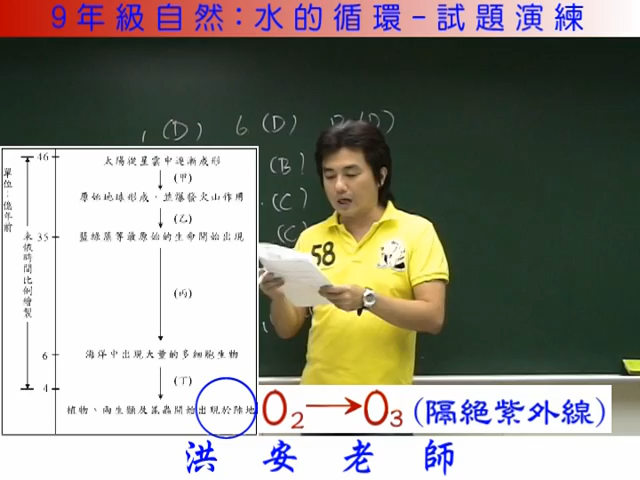 9年級自然:水的循環-試題演練
1 (D)
6 (D)
(D)
(B)
(C)
(C)
58
單位:億年前
未依時間比例繪製
46
太陽從星雲中逐漸成形
(甲)
原始地球形成，並爆發火山作用
(乙)
35
藍綠藻等最原始的生命開始出現
(丙)
6
海洋中出現大量的多細胞生物
(丁)
4
植物、兩生類及昆蟲開始出現於陸地
O₂→O₃(隔絕紫外線)
洪安老師